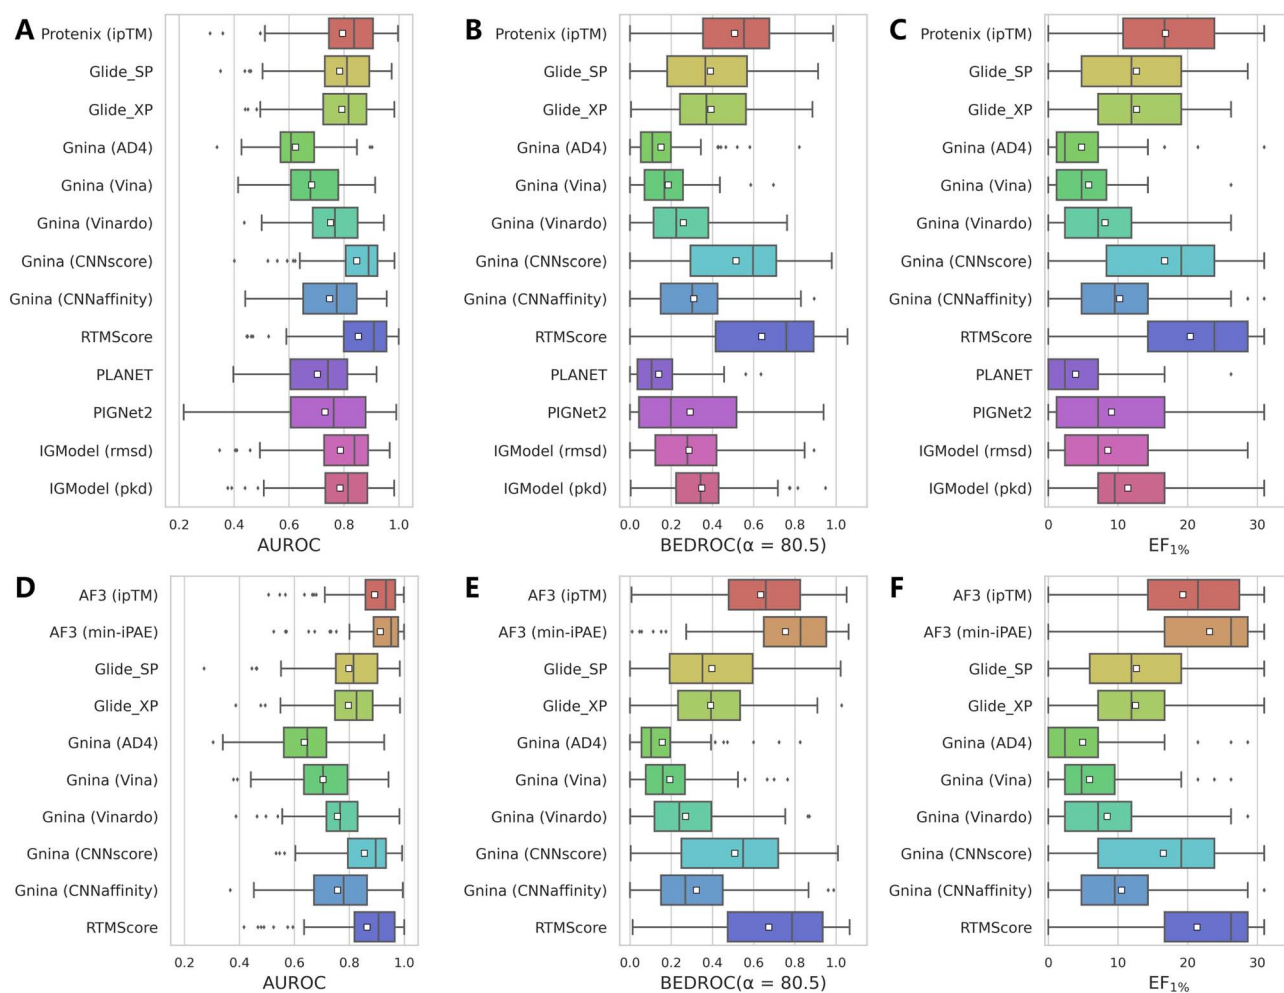 A
Protenix (ipTM)
Glide_SP
Glide_XP
Gnina (AD4)
Gnina (Vina)
Gnina (Vinardo)
Gnina (CNNscore)
Gnina (CNNaffinity)
RTMScore
PLANET
PIGNet2
IGModel (rmsd)
IGModel (pkd)
0.2 0.4 0.6 0.8 1.0
AUROC
B
Protenix (ipTM)
Glide_SP
Glide_XP
Gnina (AD4)
Gnina (Vina)
Gnina (Vinardo)
Gnina (CNNscore)
Gnina (CNNaffinity)
RTMScore
PLANET
PIGNet2
IGModel (rmsd)
IGModel (pkd)
0.0 0.2 0.4 0.6 0.8 1.0
BEDROC(α = 80.5)
C
Protenix (ipTM)
Glide_SP
Glide_XP
Gnina (AD4)
Gnina (Vina)
Gnina (Vinardo)
Gnina (CNNscore)
Gnina (CNNaffinity)
RTMScore
PLANET
PIGNet2
IGModel (rmsd)
IGModel (pkd)
0 10 20 30
EF1%
D
AF3 (ipTM)
AF3 (min-iPAE)
Glide_SP
Glide_XP
Gnina (AD4)
Gnina (Vina)
Gnina (Vinardo)
Gnina (CNNscore)
Gnina (CNNaffinity)
RTMScore
0.2 0.4 0.6 0.8 1.0
AUROC
E
AF3 (ipTM)
AF3 (min-iPAE)
Glide_SP
Glide_XP
Gnina (AD4)
Gnina (Vina)
Gnina (Vinardo)
Gnina (CNNscore)
Gnina (CNNaffinity)
RTMScore
0.0 0.2 0.4 0.6 0.8 1.0
BEDROC(α = 80.5)
F
AF3 (ipTM)
AF3 (min-iPAE)
Glide_SP
Glide_XP
Gnina (AD4)
Gnina (Vina)
Gnina (Vinardo)
Gnina (CNNscore)
Gnina (CNNaffinity)
RTMScore
0 10 20 30
EF1%